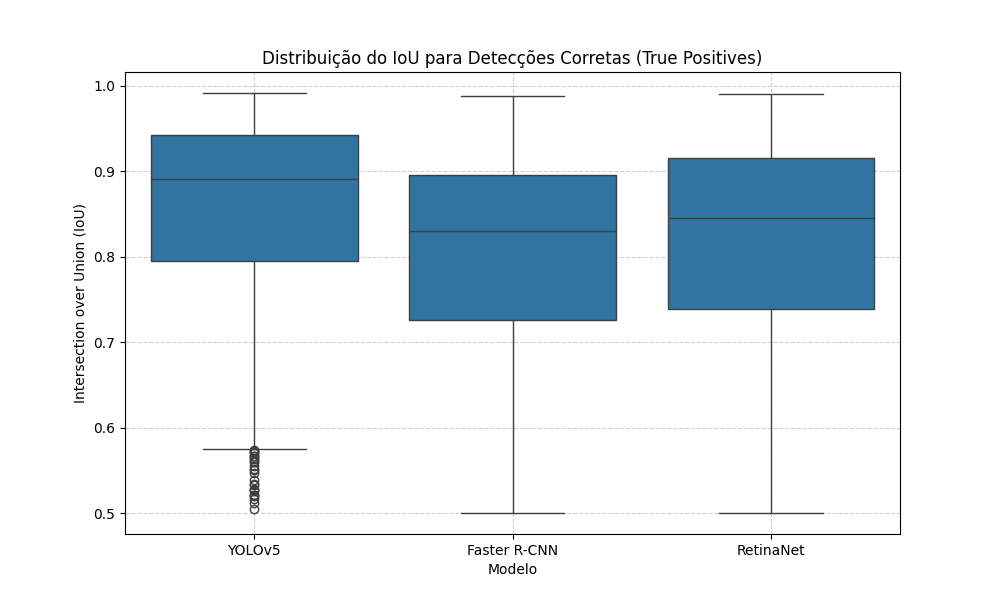 Distribuição do IoU para Detecções Corretas (True Positives)
1.0
0.9
0.8
0.7
0.6
0.5
Intersection over Union (IoU)
YOLOv5 Faster R-CNN RetinaNet
Modelo